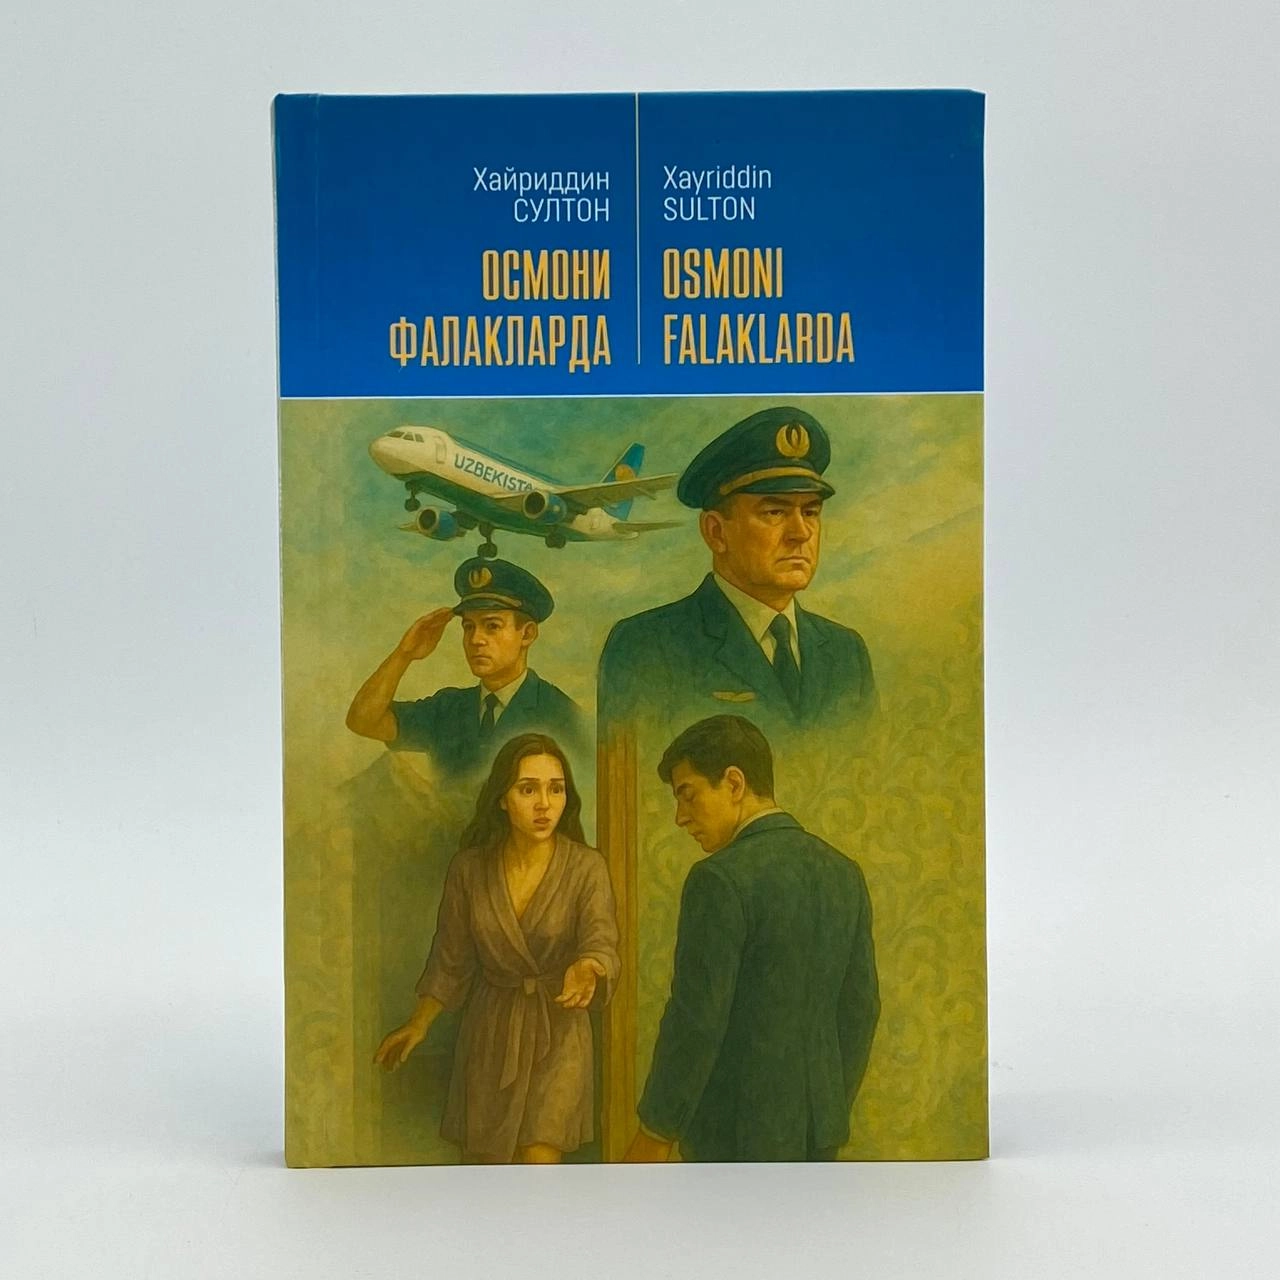 Хайриддин
СУЛТОН
ОСМОНИ
ФАЛАКЛАРДА
Xayriddin
SULTON
OSMONI
FALAKLARDA
UZBEKISTA